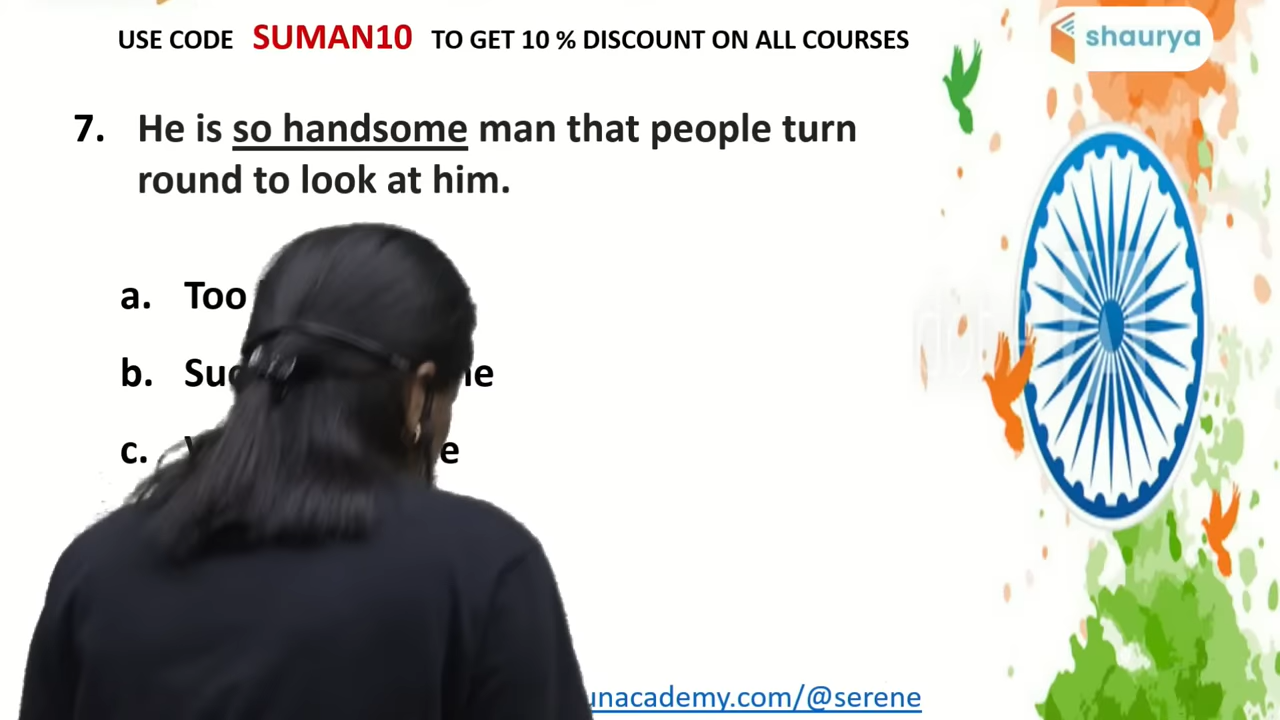 USE CODE SUMAN10 TO GET 10 % DISCOUNT ON ALL COURSES
shaurya
7. He is so handsome man that people turn
round to look at him.
a. Too
b.
c.
unacademy.com/@serene